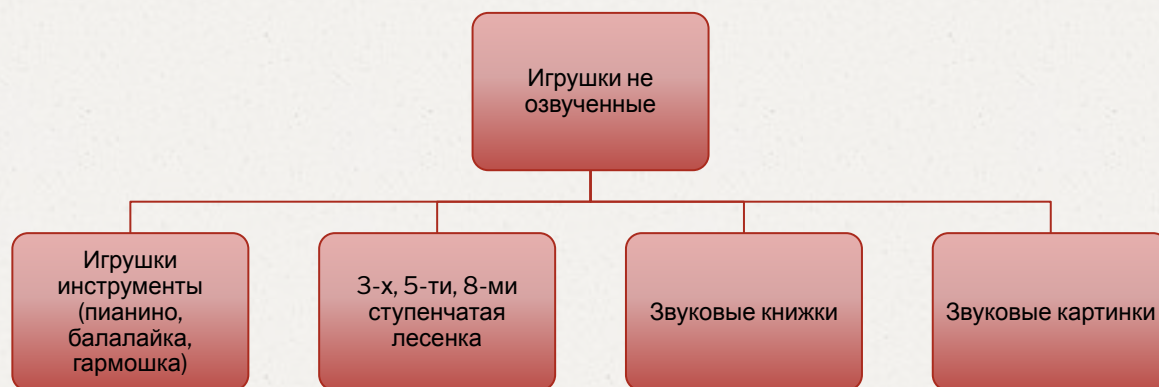 Игрушки не
озвученные
Игрушки
инструменты
(пианино,
балалайка,
гармошка)
3-х, 5-ти, 8-ми
ступенчатая
лесенка
Звуковые книжки
Звуковые картинки